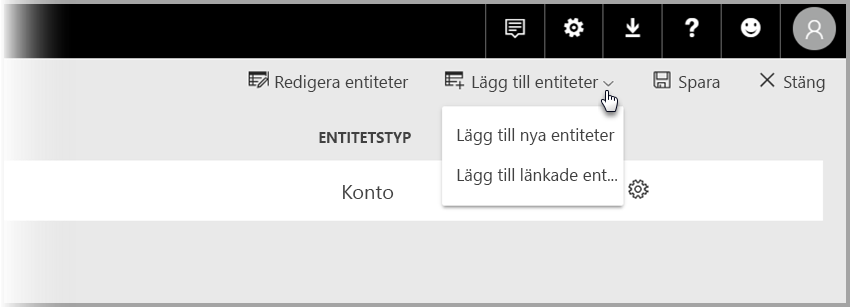 Redigera entiteter Lägg till entiteter Spara Stäng
ENTITETSTYP
Lägg till nya entiteter
Lägg till länkade ent...
Konto